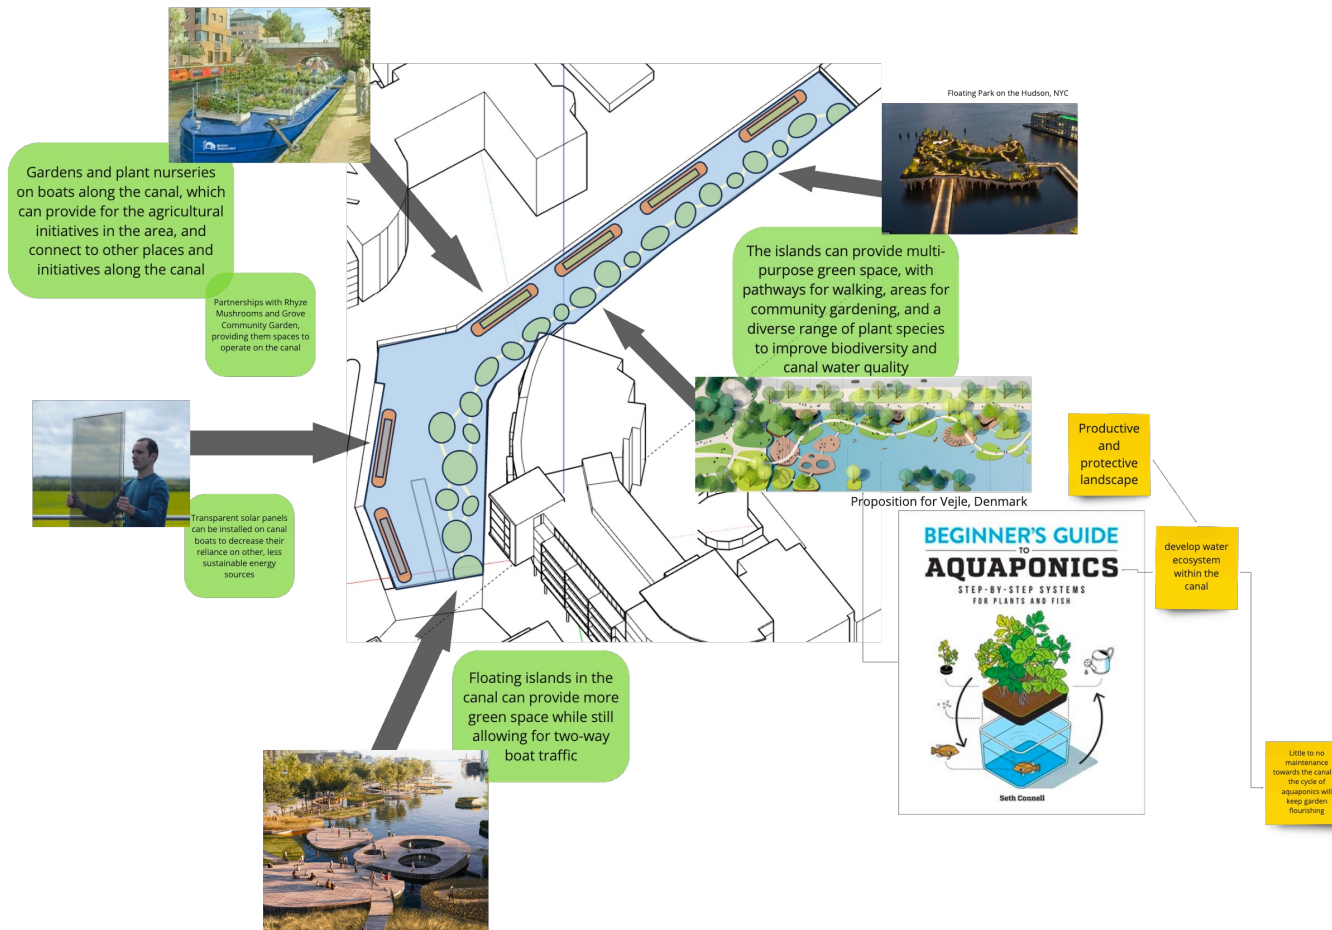 Floating Park on the Hudson, NYC
Gardens and plant nurseries
on boats along the canal, which
can provide for the agricultural
initiatives in the area, and
connect to other places and
initiatives along the canal
Partnerships with Rhyze
Mushrooms and Grove
Community Garden,
providing them spaces to
operate on the canal
The islands can provide multi-
purpose green space, with
pathways for walking, areas for
community gardening, and a
diverse range of plant species
to improve biodiversity and
canal water quality
Proposition for Vejle, Denmark
Transparent solar panels
can be installed on canal
boats to decrease their
reliance on other, less
sustainable energy
sources
Floating islands in the
canal can provide more
green space while still
allowing for two-way
boat traffic
Productive
and
protective
landscape
develop water
ecosystem
within the
canal
BEGINNER'S GUIDE
TO
AQUAPONICS
STEP-BY-STEP SYSTEMS
FOR PLANTS AND FISH
Seth Connell
Little to no
maintenance
towards the canal
the cycle of
aquaponics will
keep garden
flourishing